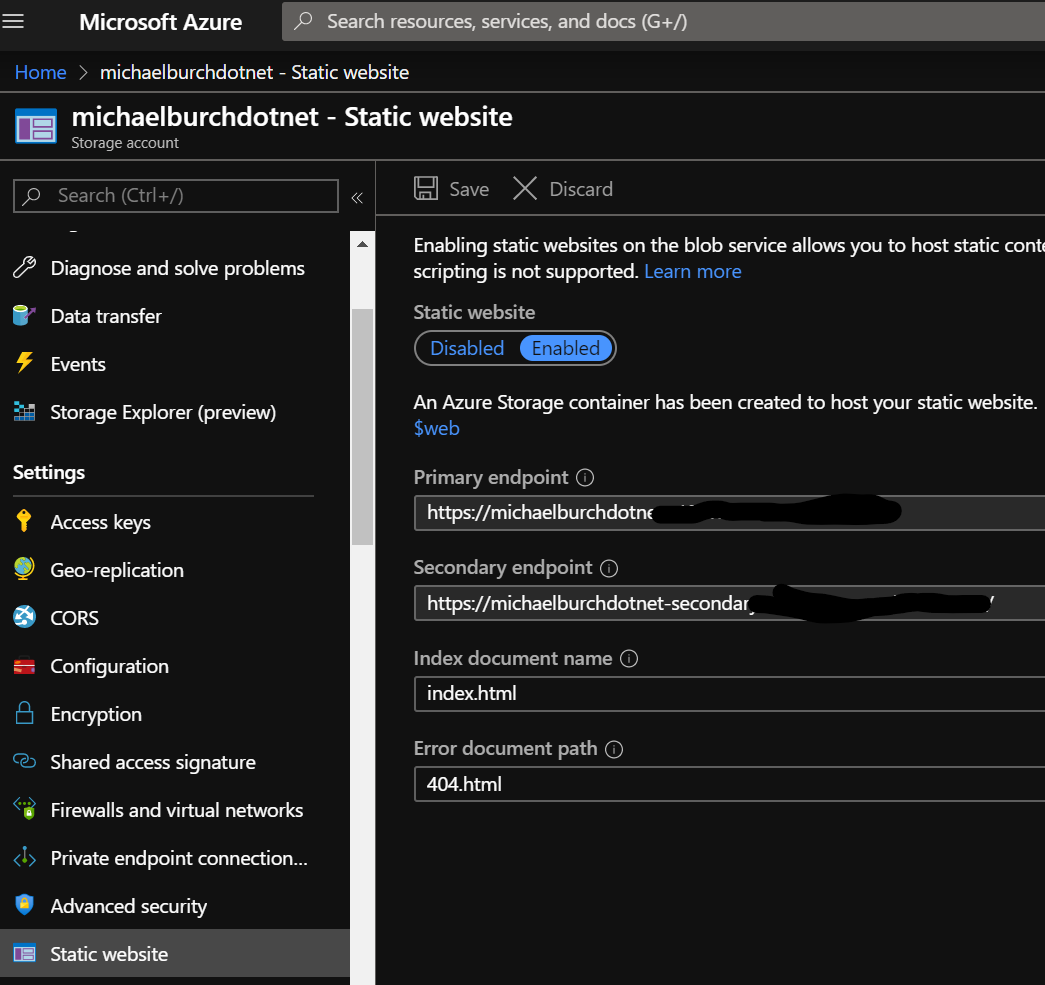 Microsoft Azure
Search resources, services, and docs (G+/)
Home > michaelburchdotnet - Static website
michaelburchdotnet - Static website
Storage account
Search (Ctrl+/)
«
Diagnose and solve problems
Data transfer
Events
Storage Explorer (preview)
Settings
Access keys
Geo-replication
CORS
Configuration
Encryption
Shared access signature
Firewalls and virtual networks
Private endpoint connection...
Advanced security
Static website
Save
Discard
Enabling static websites on the blob service allows you to host static conte
scripting is not supported. Learn more
Static website
Disabled Enabled
An Azure Storage container has been created to host your static website.
$web
Primary endpoint
https://michaelburchdotne
Secondary endpoint
https://michaelburchdotnet-secondary /
Index document name
index.html
Error document path
404.html